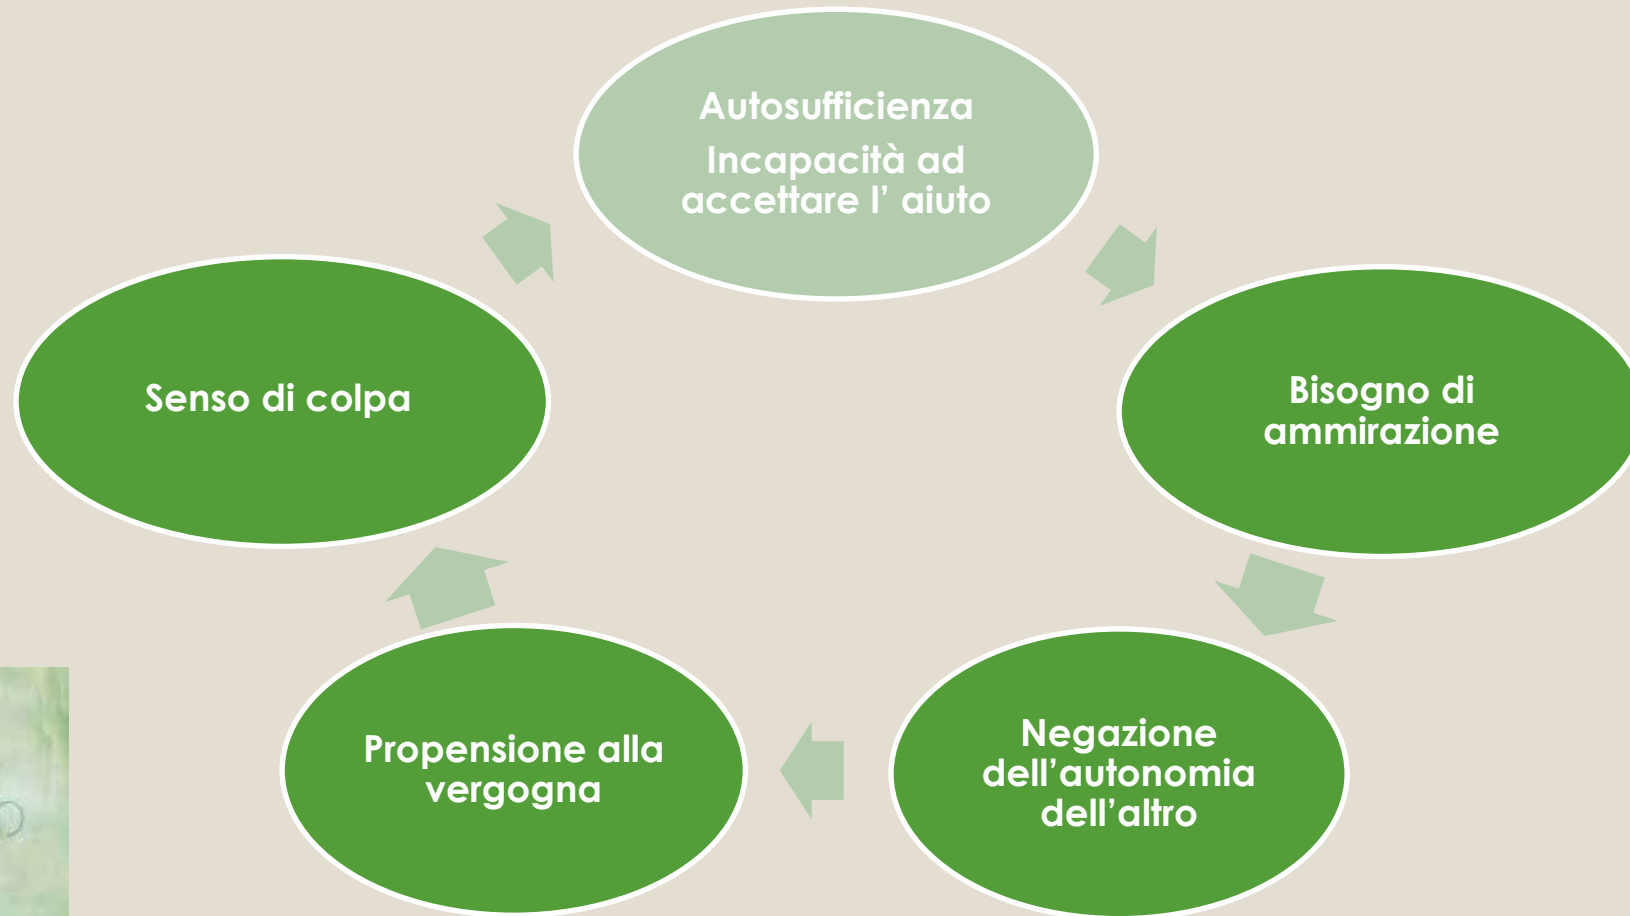 Autosufficienza
Incapacità ad
accettare l’ aiuto
Bisogno di
ammirazione
Negazione
dell’autonomia
dell’altro
Propensione alla
vergogna
Senso di colpa